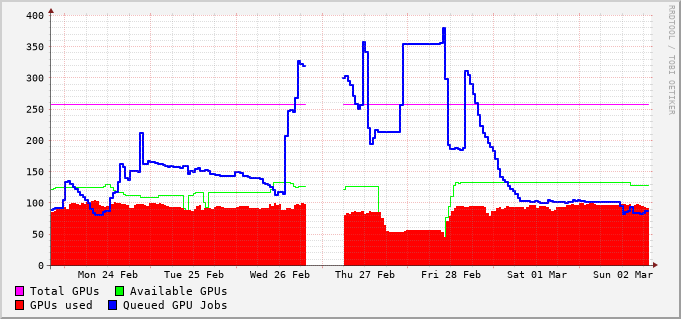 400
350
300
250
200
150
100
50
0
Mon 24 Feb Tue 25 Feb Wed 26 Feb Thu 27 Feb Fri 28 Feb Sat 01 Mar Sun 02 Mar
Total GPUs Available GPUs
GPUs used Queued GPU Jobs
RRDTOOL / TOBI OETIKER